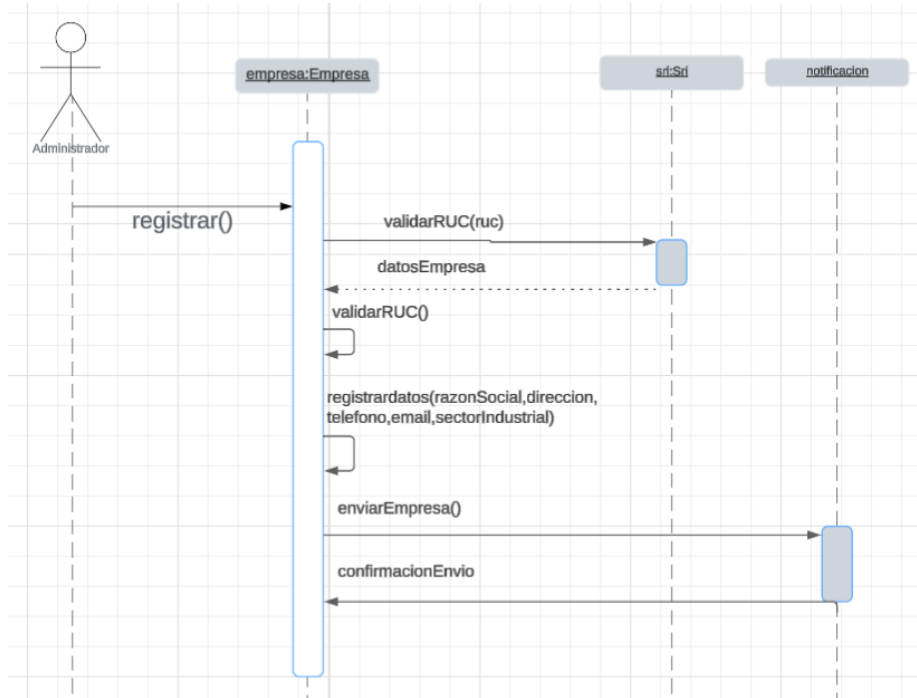 empresa:Empresa
sri:Sri
notificacion
Administrador
registrar()
validarRUC(ruc)
datosEmpresa
validarRUC()
registrardatos(razonSocial,direccion,
telefono,email,sectorIndustrial)
enviarEmpresa()
confirmacionEnvio